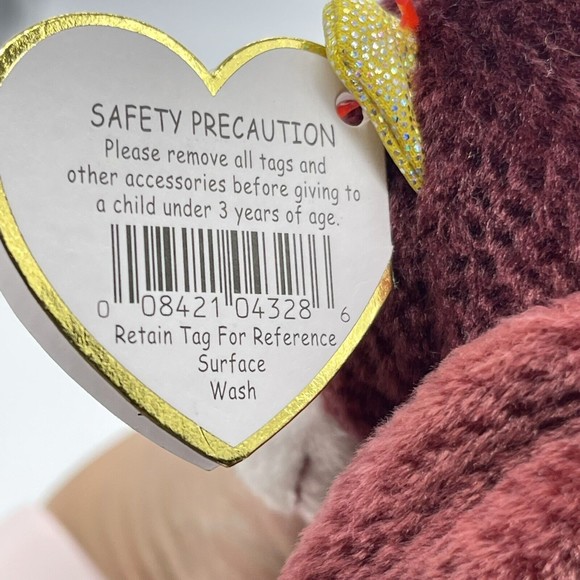 SAFETY PRECAUTION
Please remove all tags and
other accessories before giving to
a child under 3 years of age.
0 08421 04328 6
Retain Tag For Reference
Surface
Wash